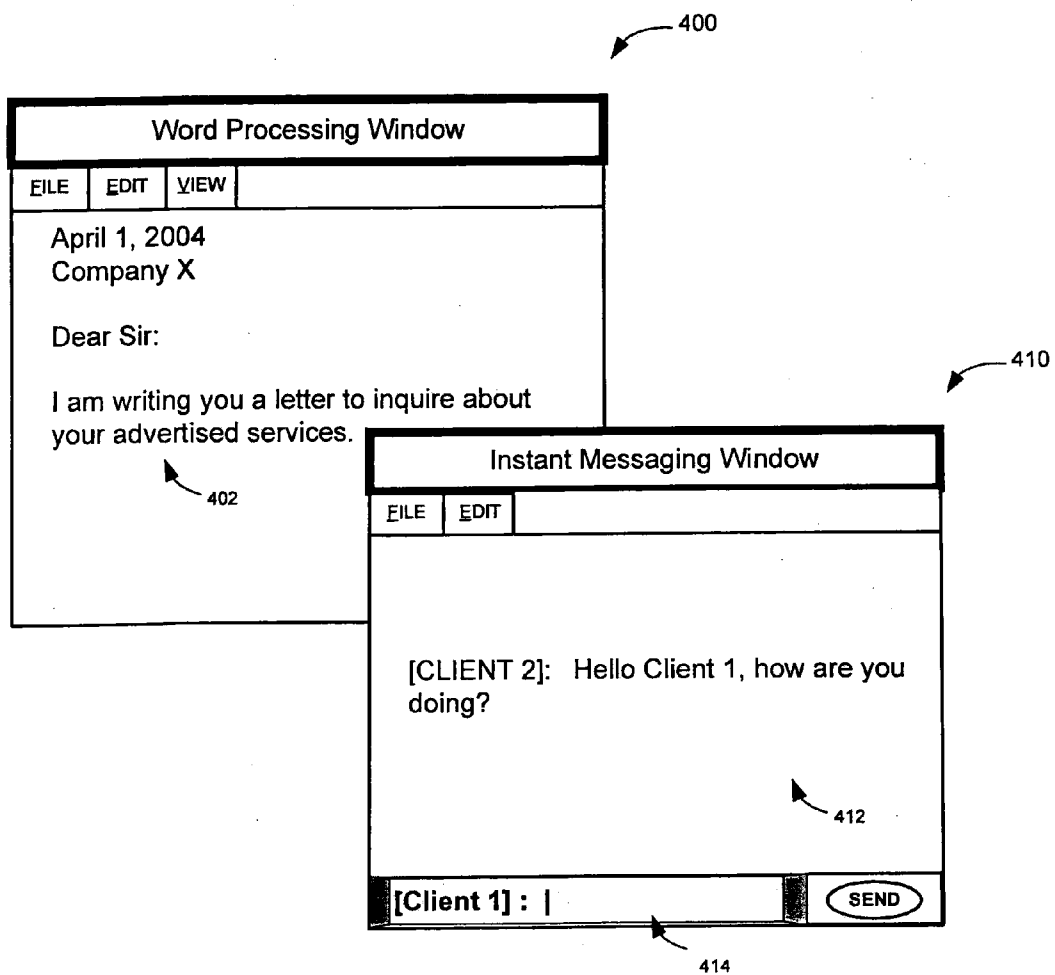 400
Word Processing Window
FILE EDIT VIEW
April 1, 2004
Company X
Dear Sir:
I am writing you a letter to inquire about
your advertised services.
402
410
Instant Messaging Window
FILE EDIT
[CLIENT 2]: Hello Client 1, how are you
doing?
412
[Client 1] : |
SEND
414